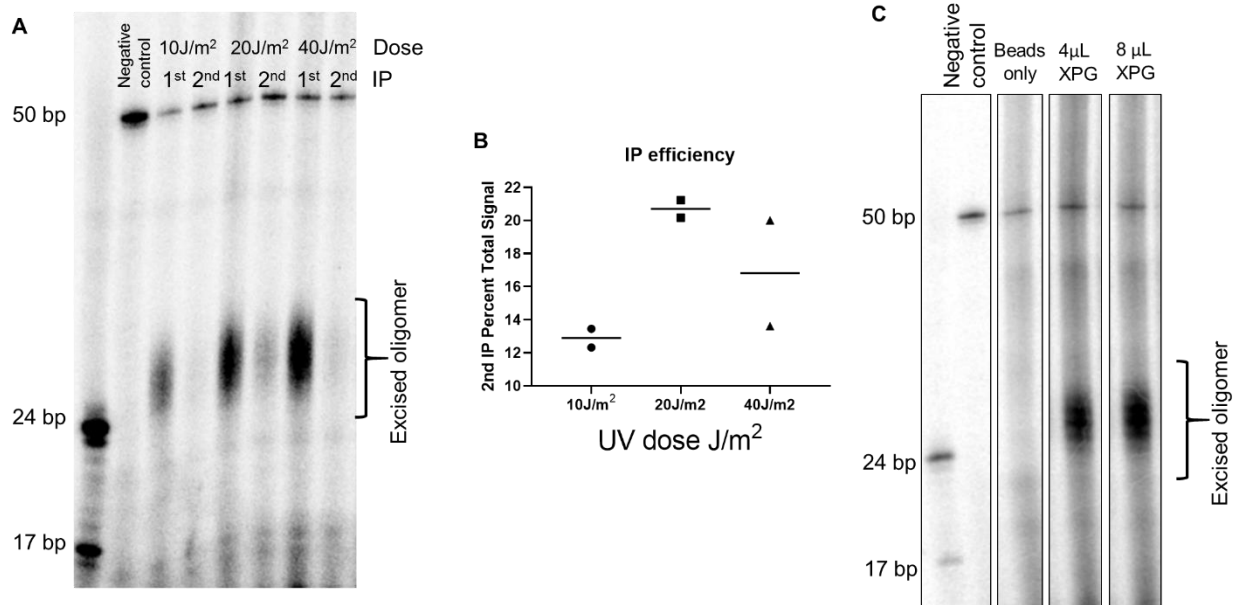 A
Negative
control
10J/m² 20J/m² 40J/m² Dose
1st 2nd 1st 2nd 1st 2nd IP
50 bp
24 bp
17 bp
Excised oligomer
B
IP efficiency
2nd IP Percent Total Signal
22
20
18
16
14
12
10
10J/m² 20J/m2 40J/m2
UV dose J/m²
C
Negative
control
Beads
only
4µL
XPG
8 µL
XPG
50 bp
24 bp
17 bp
Excised oligomer